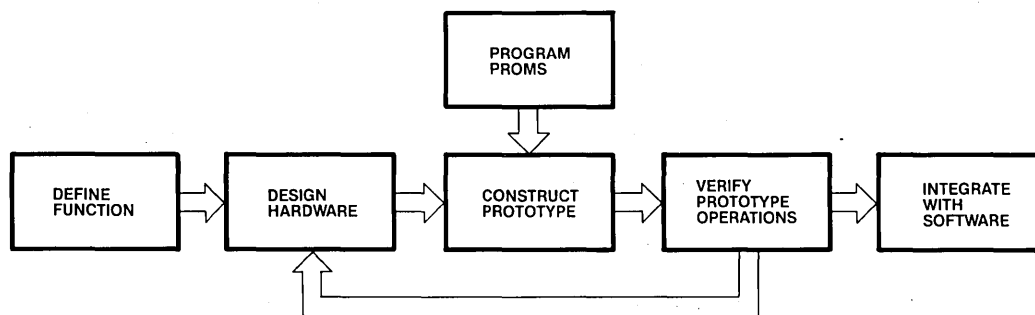 PROGRAM
PROMS
DEFINE
FUNCTION
DESIGN
HARDWARE
CONSTRUCT
PROTOTYPE
VERIFY
PROTOTYPE
OPERATIONS
INTEGRATE
WITH
SOFTWARE